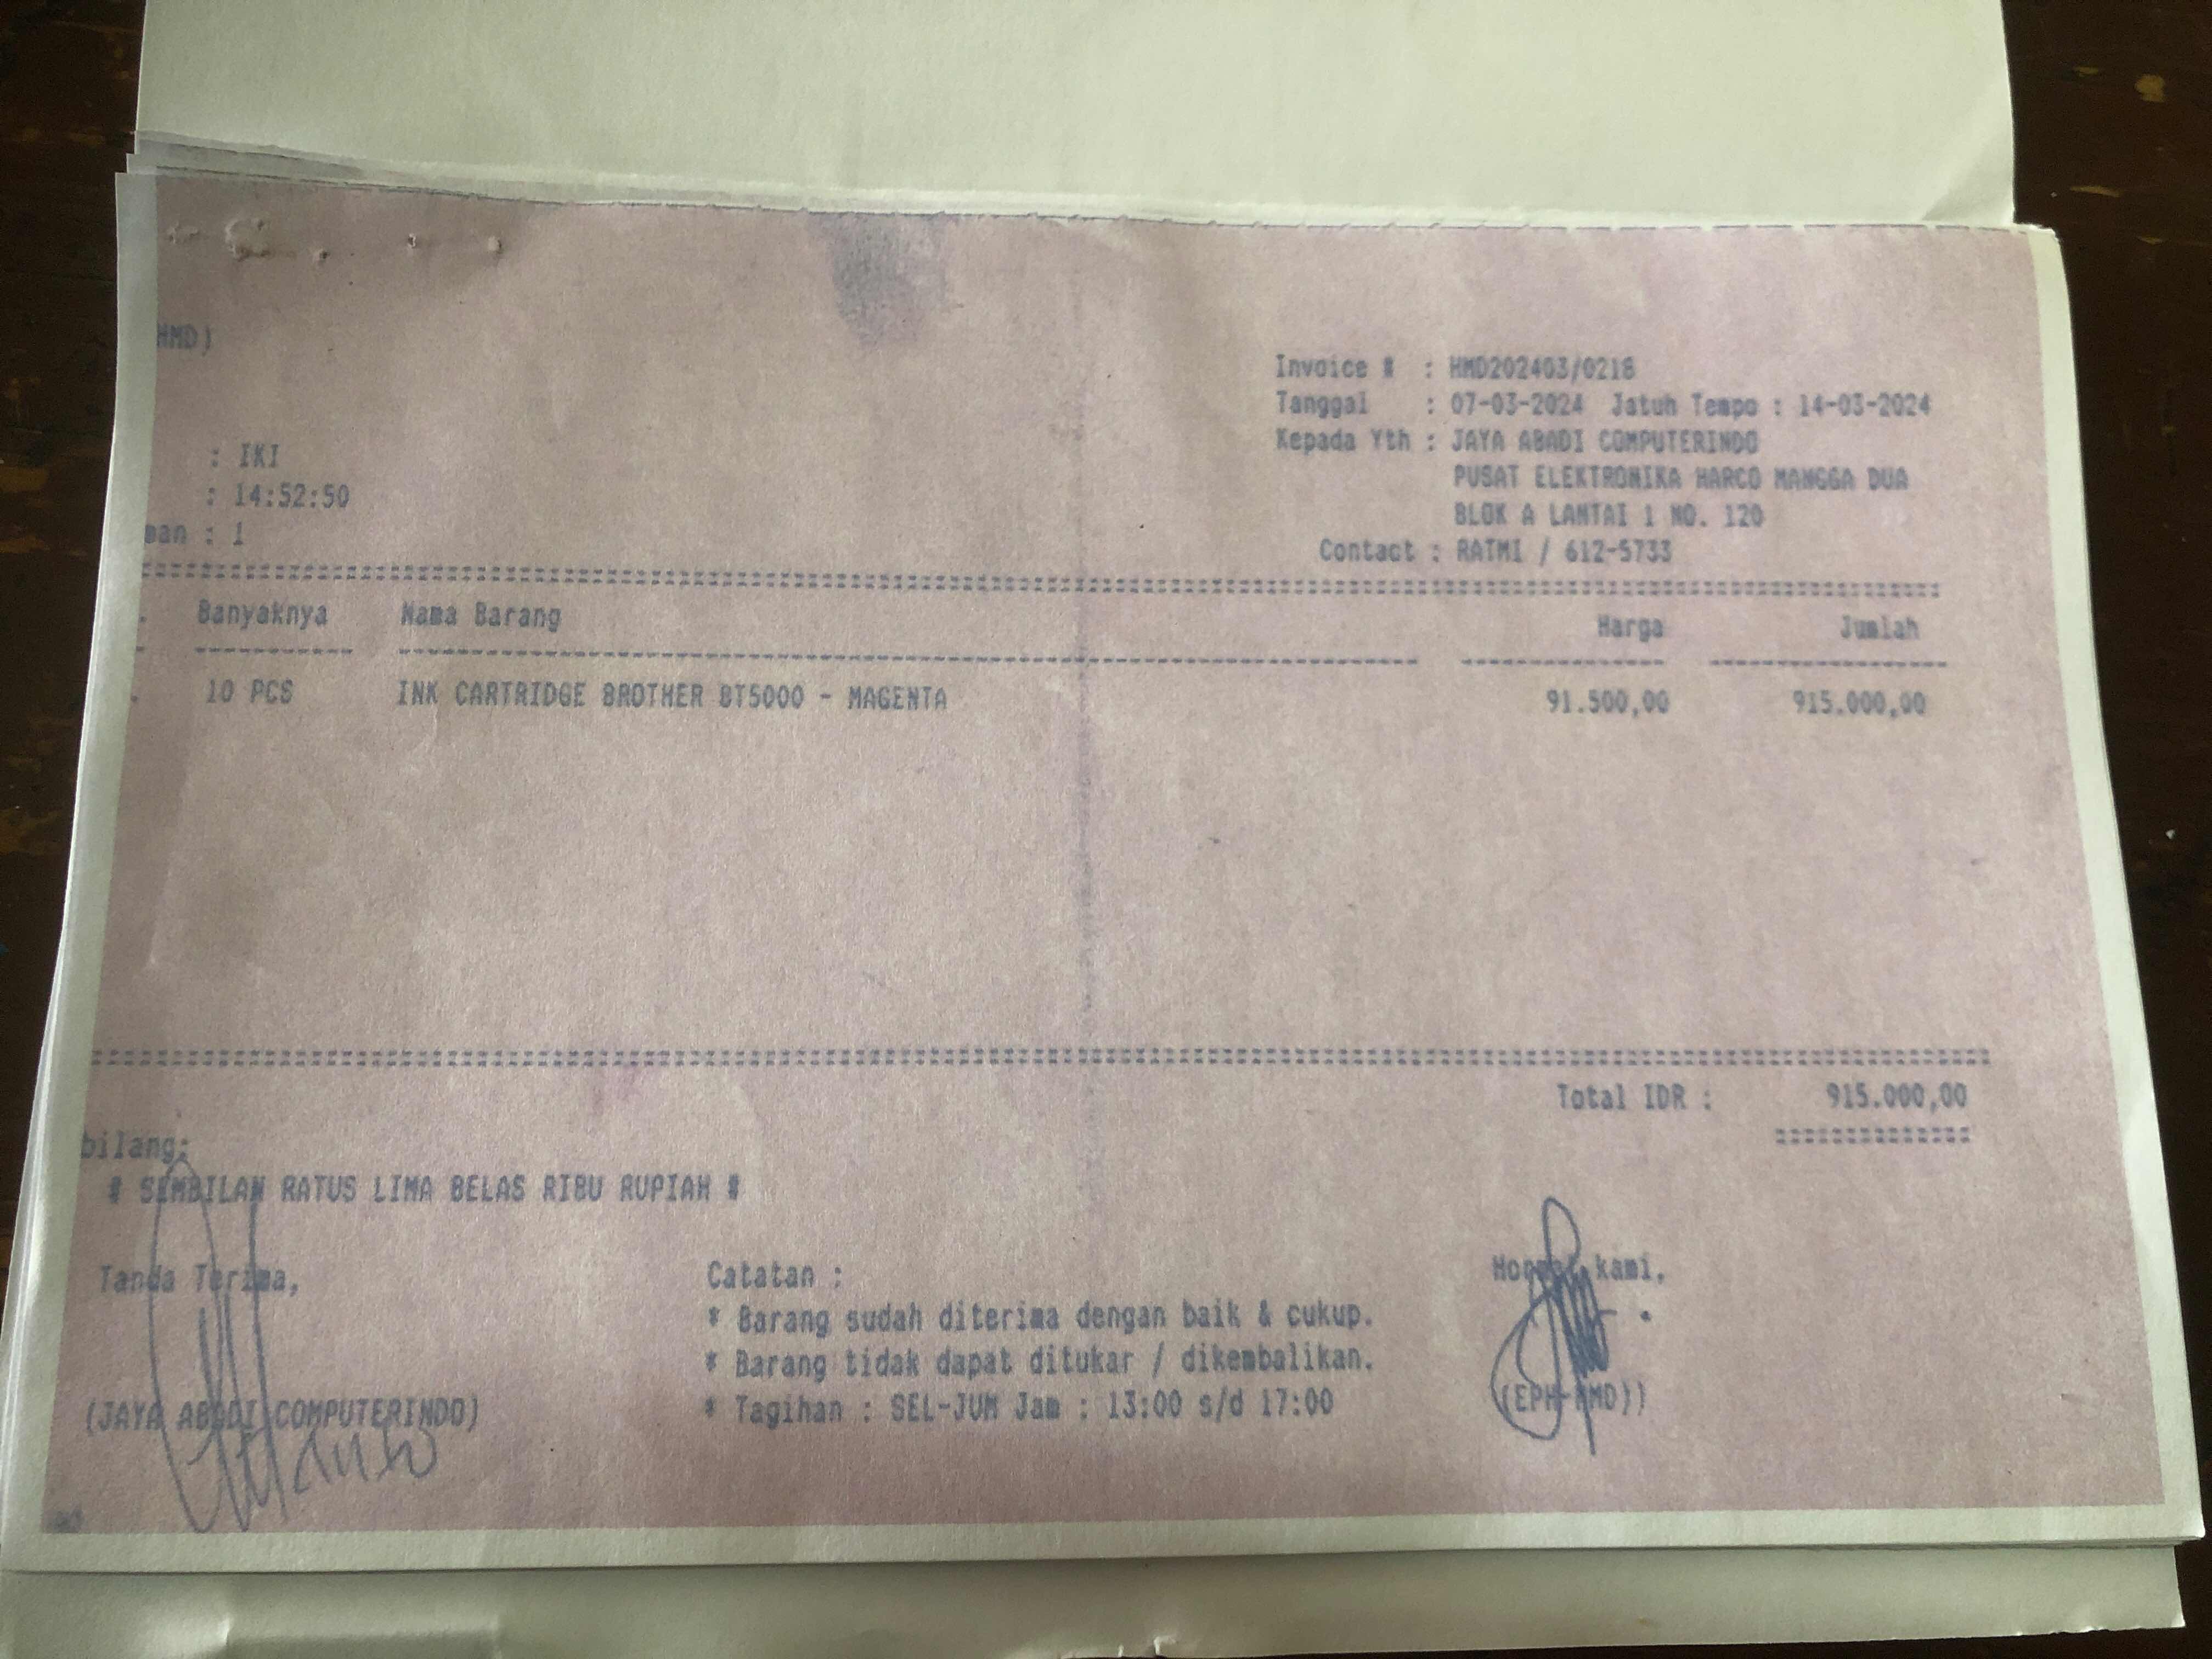 HMD)
Invoice # : HMD202403/0218
Tanggal : 07-03-2024 Jatuh Tempo : 14-03-2024
Kepada Yth : JAYA ABADI COMPUTERINDO
: IKI
PUSAT ELEKTRONIKA HARCO MANGGA DUA
: 14:52:50
BLOK A LANTAI 1 NO. 120
man : 1
Contact : RATMI / 612-5733
. Banyaknya Nama Barang Harga Jumlah
. 10 PCS INK CARTRIDGE BROTHER BT5000 - MAGENTA 91.500,00 915.000,00
Total IDR : 915.000,00
bilang:
# SEMBILAN RATUS LIMA BELAS RIBU RUPIAH #
Tanda Terima,
Catatan :
Hormat kami,
* Barang sudah diterima dengan baik & cukup.
* Barang tidak dapat ditukar / dikembalikan.
* Tagihan : SEL-JUM Jam : 13:00 s/d 17:00
(JAYA ABADI COMPUTERINDO)
(EPH-HMD))